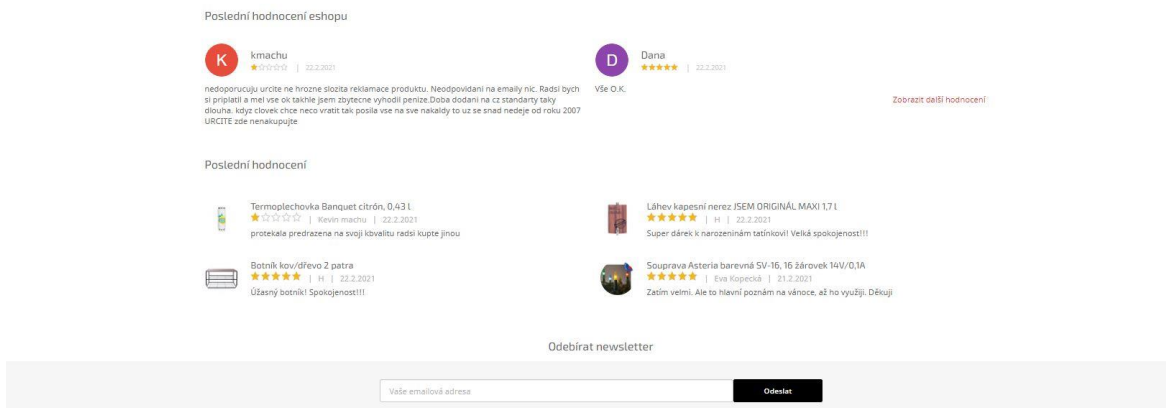 Poslední hodnocení eshopu
K
kmachu
| 22.2.2021
nedoporucuju urcite ne hrozne slozita reklamace produktu. Neodpovidani na emaily nic. Radsi bych
si priplatil a mel vse ok takhle jsem zbytecne vyhodil penize.Doba dodani na cz standarty taky
dlouha. kdyz clovek chce neco vratit tak posila vse na sve nakaldy to uz se snad nedeje od roku 2007
URCITE zde nenakupujte
D
Dana
| 22.2.2021
Vše O.K.
Zobrazit další hodnocení
Poslední hodnocení
Termoplechovka Banquet citrón, 0,43 l
| Kevin machu | 22.2.2021
protekala predrazena na svoji kbvalitu radsi kupte jinou
Láhev kapesní nerez JSEM ORIGINÁL MAXI 1,7 l
| H | 22.2.2021
Super dárek k narozeninám tatínkovi! Velká spokojenost!!!
Botník kov/dřevo 2 patra
| H | 22.2.2021
Úžasný botník! Spokojenost!!!
Souprava Asteria barevná SV-16, 16 žárovek 14V/0,1A
| Eva Kopecká | 21.2.2021
Zatím velmi. Ale to hlavní poznám na vánoce, až ho využiji. Děkuji
Odebírat newsletter
Vaše emailová adresa
Odeslat